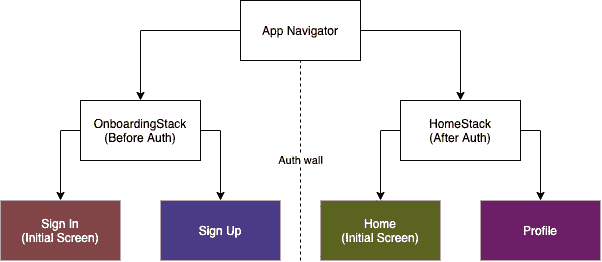 App Navigator
OnboardingStack
(Before Auth)
HomeStack
(After Auth)
Auth wall
Sign In
(Initial Screen)
Sign Up
Home
(Initial Screen)
Profile